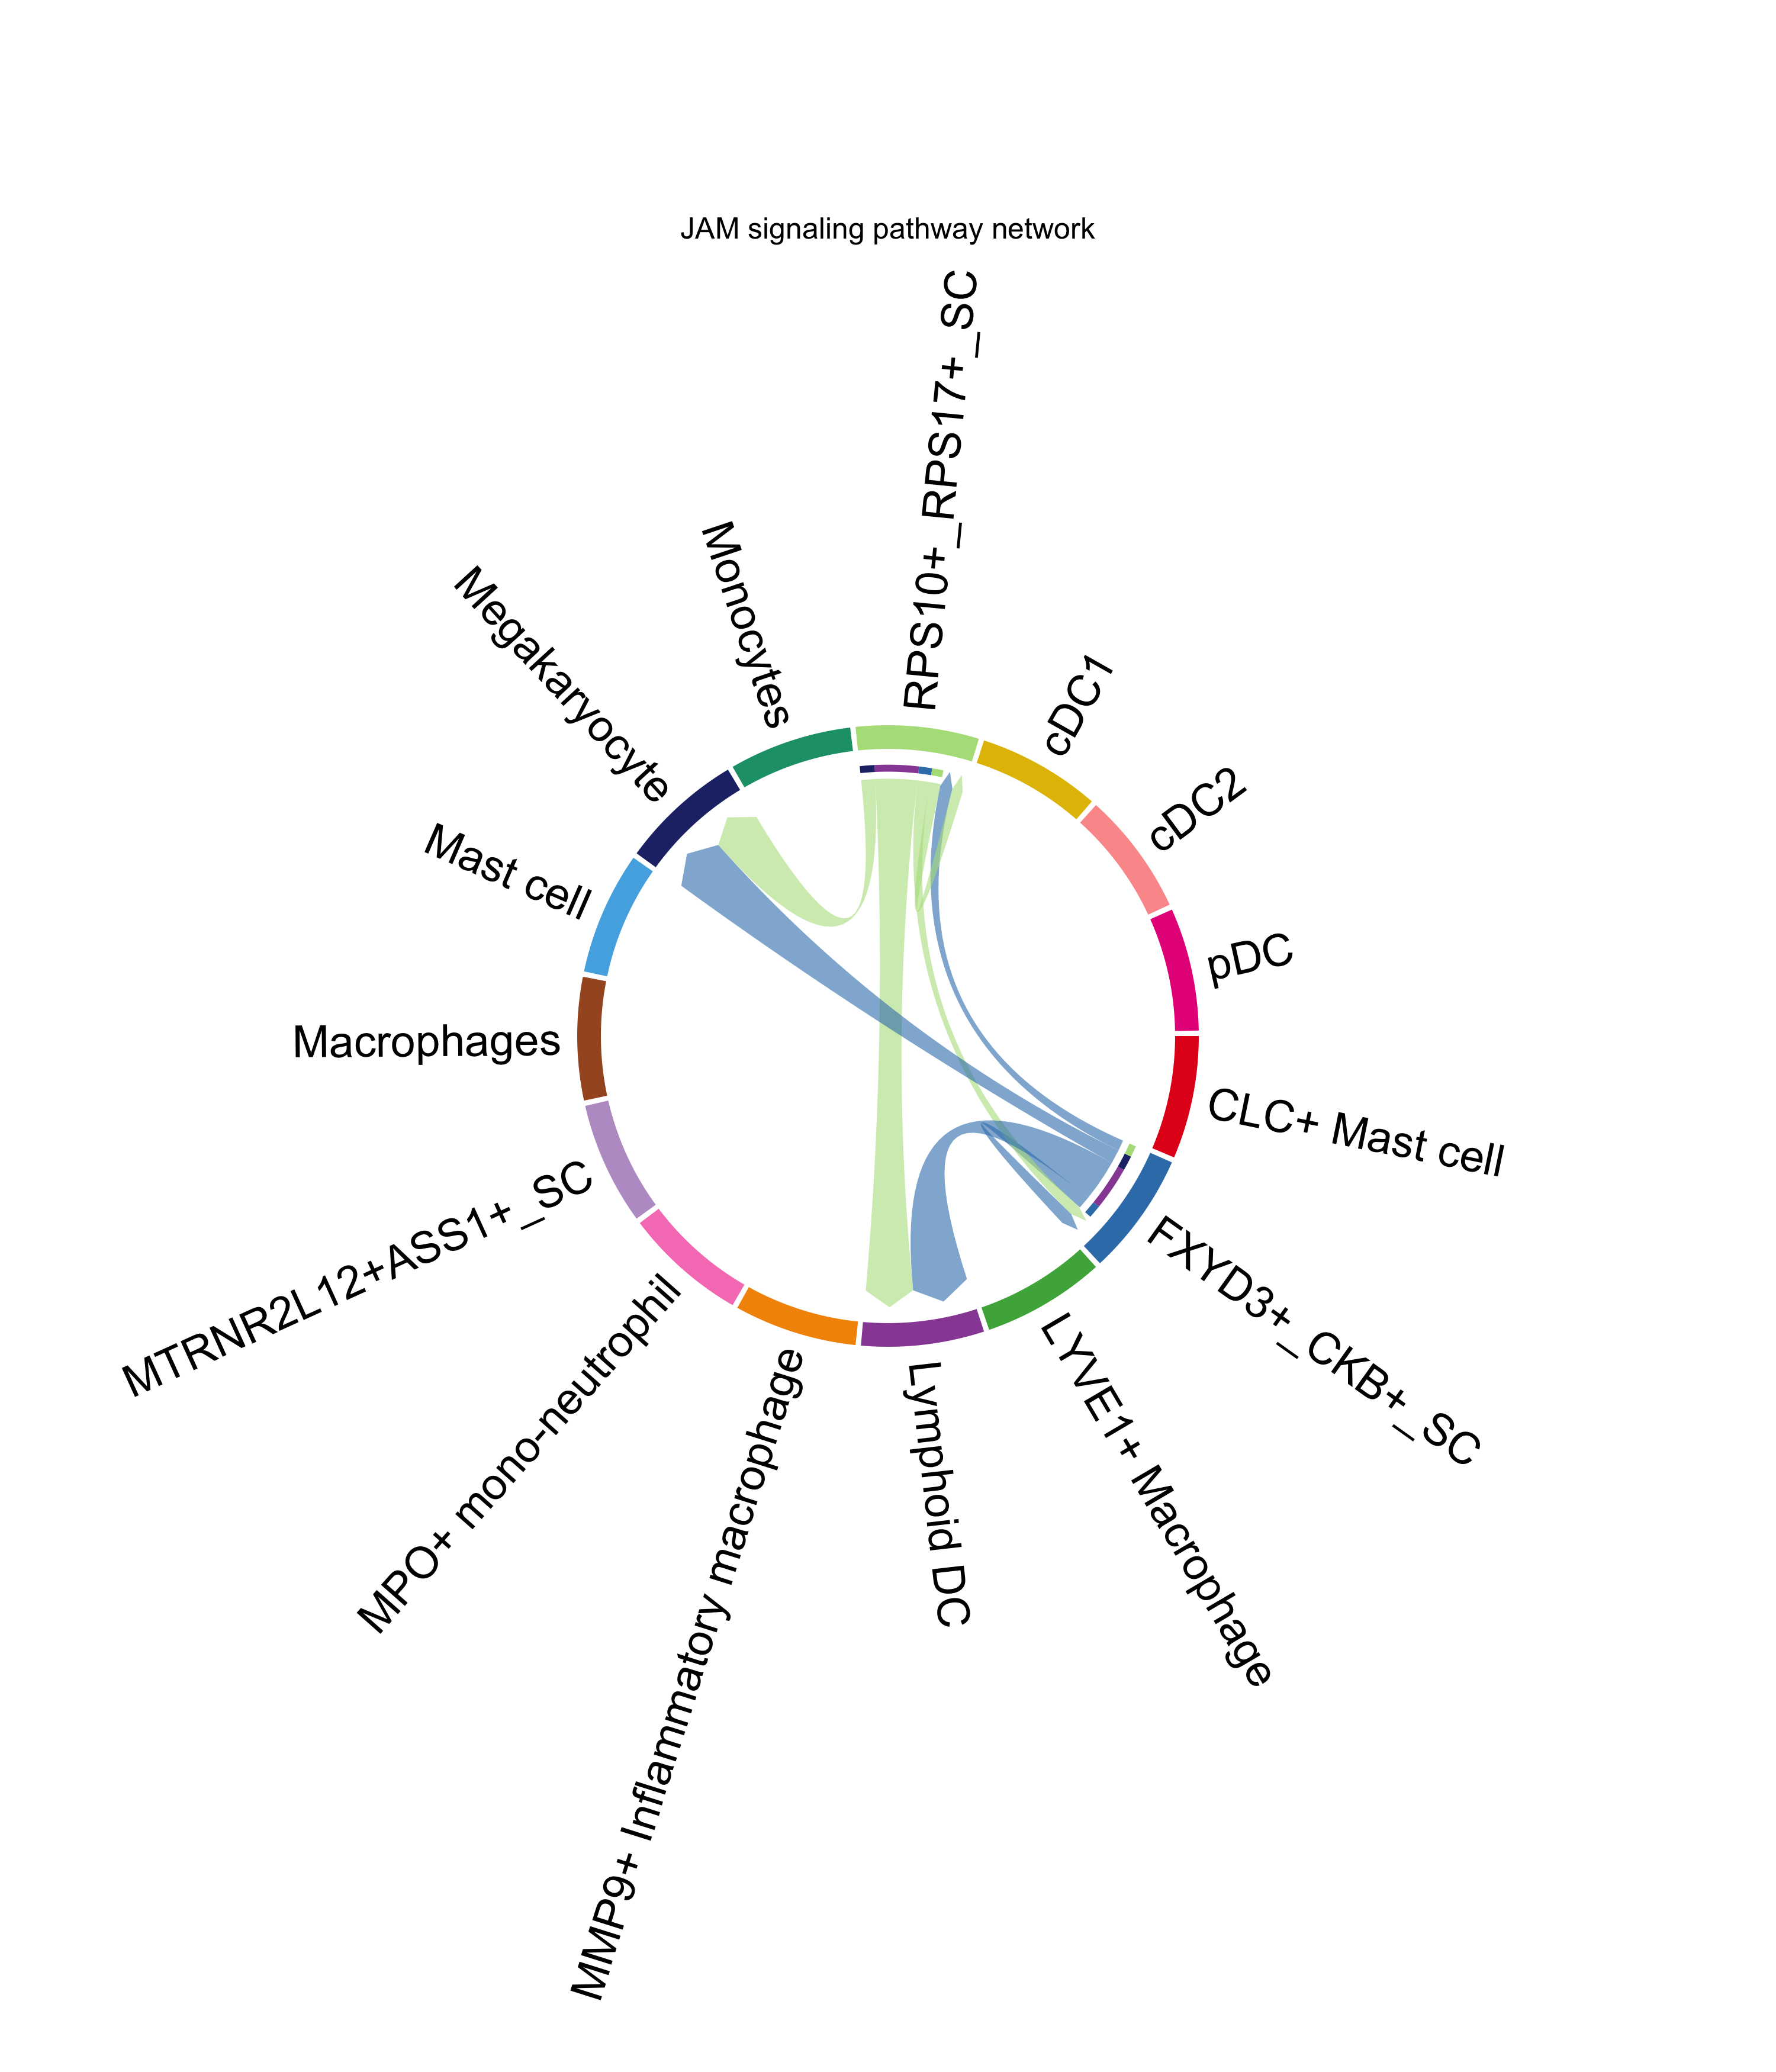 JAM signaling pathway network
RPS10+_RPS17+_SC
cDC1
cDC2
pDC
CLC+ Mast cell
FXYD3+_CKB+_SC
LYVE1+ Macrophage
Lymphoid DC
MMP9+ Inflammatory macrophage
MPO+ mono-neutrophil
MTRNR2L12+ASS1+_SC
Macrophages
Mast cell
Megakaryocyte
Monocytes